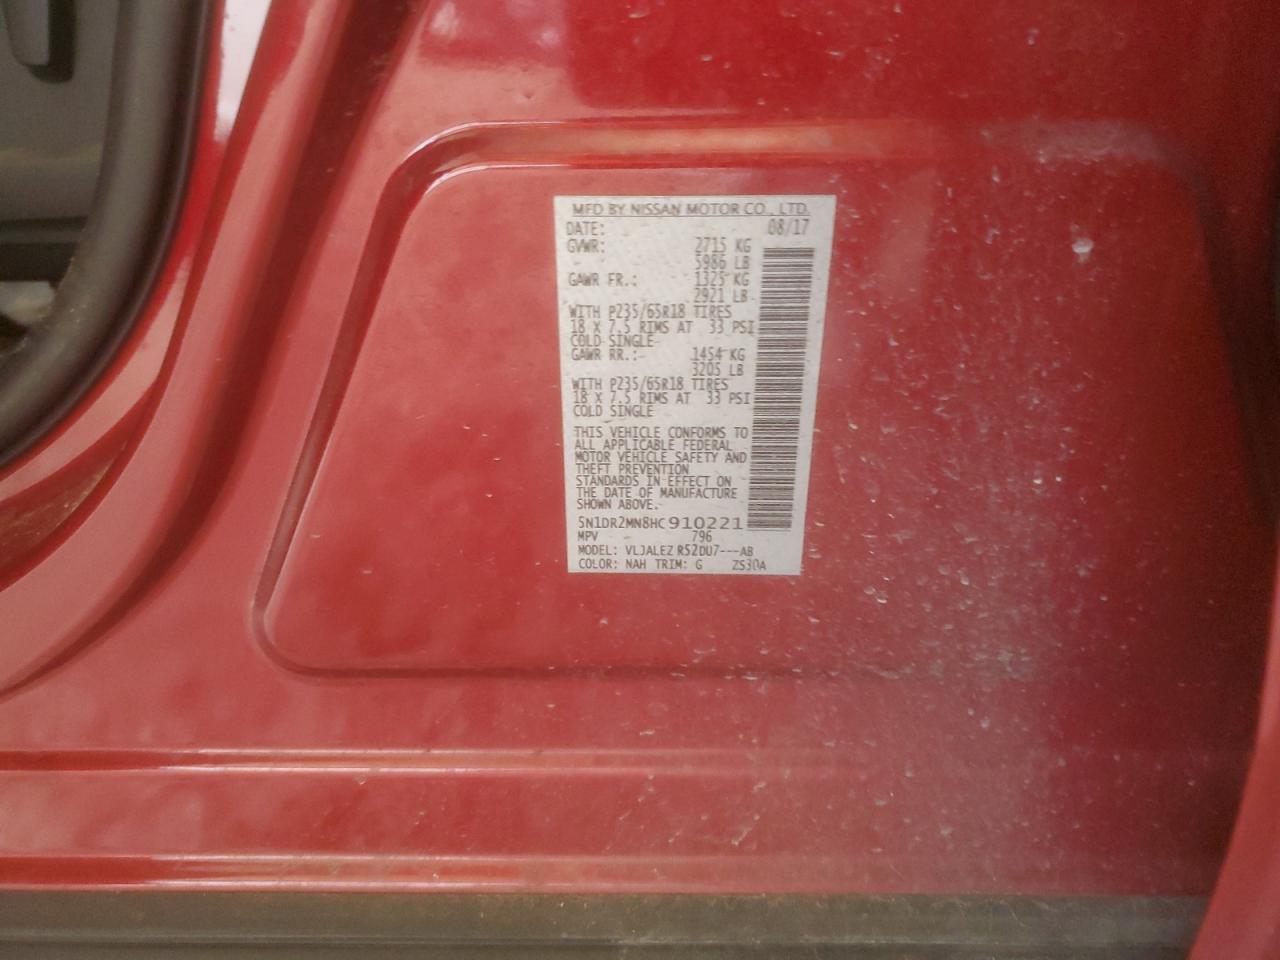 MFD BY NISSAN MOTOR CO., LTD.
DATE: 08/17
GVWR: 2715 KG
5986 LB
GAWR FR.: 1325 KG
2921 LB
WITH P235/65R18 TIRES
18 X 7.5 RIMS AT 33 PSI
COLD SINGLE
GAWR RR.: 1454 KG
3205 LB
WITH P235/65R18 TIRES
18 X 7.5 RIMS AT 33 PSI
COLD SINGLE
THIS VEHICLE CONFORMS TO
ALL APPLICABLE FEDERAL
MOTOR VEHICLE SAFETY AND
THEFT PREVENTION
STANDARDS IN EFFECT ON
THE DATE OF MANUFACTURE
SHOWN ABOVE.
5N1DR2MN8HC910221
MPV 796
MODEL: VLJALEZ R52DU7---AB
COLOR: NAH TRIM: G ZS30A